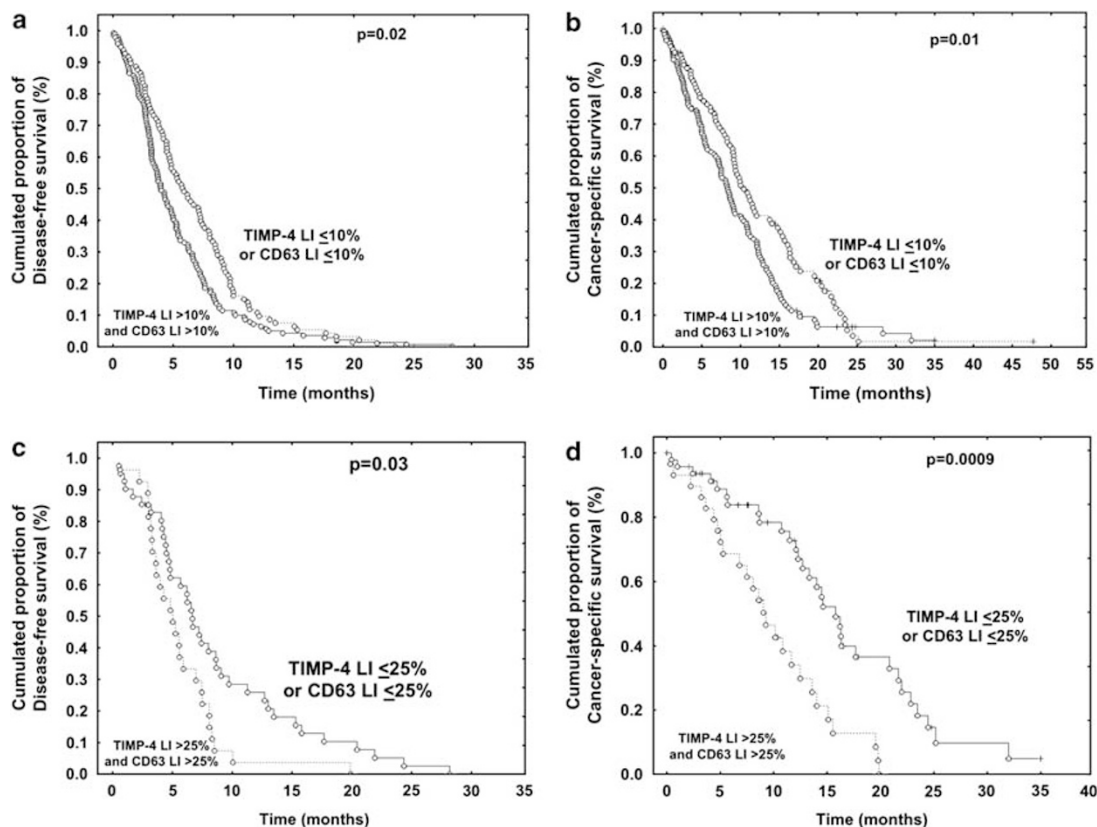 a
p=0.02
Cumulated proportion of
Disease-free survival (%)
1.0
0.9
0.8
0.7
0.6
0.5
0.4
0.3
0.2
0.1
0.0
TIMP-4 LI ≤10%
or CD63 LI ≤10%
TIMP-4 LI >10%
and CD63 LI >10%
0 5 10 15 20 25 30 35
Time (months)
b
p=0.01
Cumulated proportion of
Cancer-specific survival (%)
1.0
0.9
0.8
0.7
0.6
0.5
0.4
0.3
0.2
0.1
0.0
TIMP-4 LI ≤10%
or CD63 LI ≤10%
TIMP-4 LI >10%
and CD63 LI >10%
0 5 10 15 20 25 30 35 40 45 50 55
Time (months)
c
p=0.03
Cumulated proportion of
Disease-free survival (%)
1.0
0.9
0.8
0.7
0.6
0.5
0.4
0.3
0.2
0.1
0.0
TIMP-4 LI ≤25%
or CD63 LI ≤25%
TIMP-4 LI >25%
and CD63 LI >25%
0 5 10 15 20 25 30 35
Time (months)
d
p=0.0009
Cumulated proportion of
Cancer-specific survival (%)
1.0
0.8
0.6
0.4
0.2
0.0
TIMP-4 LI ≤25%
or CD63 LI ≤25%
TIMP-4 LI >25%
and CD63 LI >25%
0 5 10 15 20 25 30 35 40
Time (months)